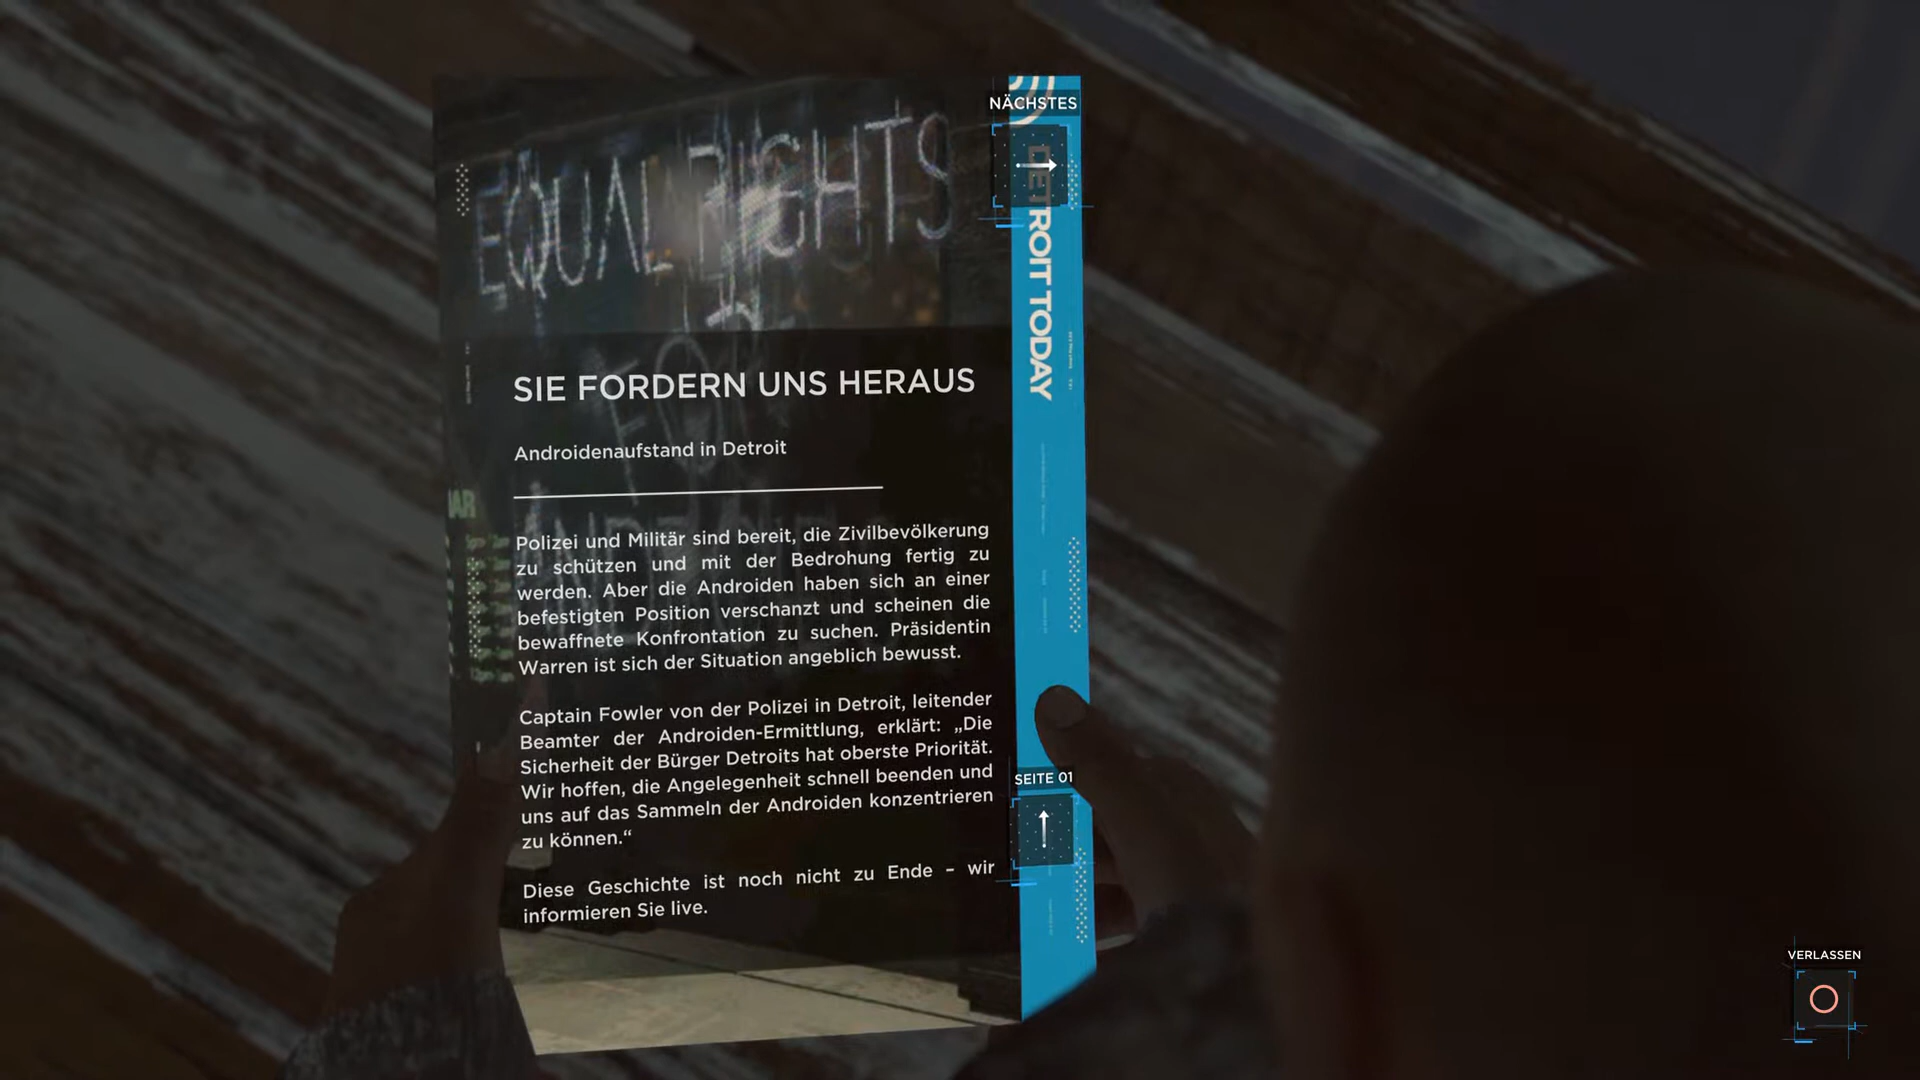 EQUAL RIGHTS
FOR
NÄCHSTES
DETROIT TODAY
SIE FORDERN UNS HERAUS
Androidenaufstand in Detroit
Polizei und Militär sind bereit, die Zivilbevölkerung
zu schützen und mit der Bedrohung fertig zu
werden. Aber die Androiden haben sich an einer
befestigten Position verschanzt und scheinen die
bewaffnete Konfrontation zu suchen. Präsidentin
Warren ist sich der Situation angeblich bewusst.
Captain Fowler von der Polizei in Detroit, leitender
Beamter der Androiden-Ermittlung, erklärt: „Die
Sicherheit der Bürger Detroits hat oberste Priorität.
Wir hoffen, die Angelegenheit schnell beenden und
uns auf das Sammeln der Androiden konzentrieren
zu können.“
Diese Geschichte ist noch nicht zu Ende – wir
informieren Sie live.
SEITE 01
VERLASSEN